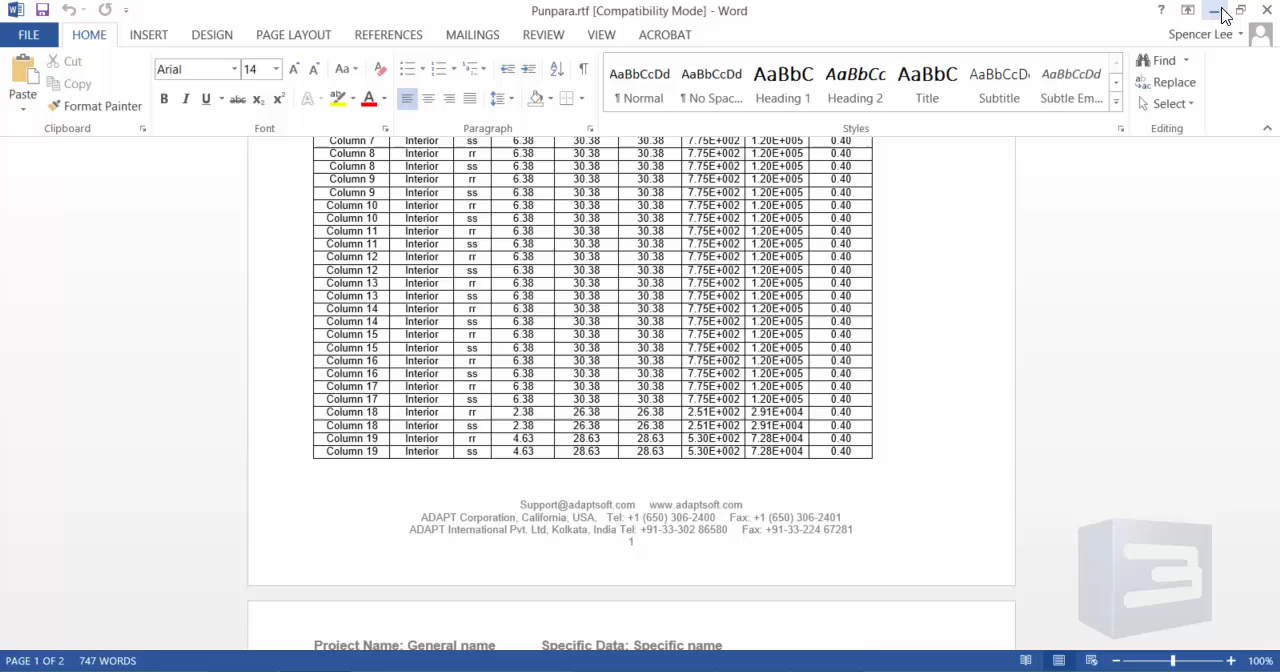 Punpara.rtf [Compatibility Mode] - Word
?
Spencer Lee
FILE HOME INSERT DESIGN PAGE LAYOUT REFERENCES MAILINGS REVIEW VIEW ACROBAT
Paste
Cut
Copy
Format Painter
Clipboard
Arial 14
Font
Paragraph
AaBbCcDd AaBbCcDd AaBbC AaBbCc AaBbC AaBbCcD AaBbCcDd
¶ Normal ¶ No Spac... Heading 1 Heading 2 Title Subtitle Subtle Em...
Styles
Find
Replace
Select
Editing
Column 7 Interior ss 6.38 30.38 30.38 7.75E+002 1.20E+005 0.40
Column 8 Interior rr 6.38 30.38 30.38 7.75E+002 1.20E+005 0.40
Column 8 Interior ss 6.38 30.38 30.38 7.75E+002 1.20E+005 0.40
Column 9 Interior rr 6.38 30.38 30.38 7.75E+002 1.20E+005 0.40
Column 9 Interior ss 6.38 30.38 30.38 7.75E+002 1.20E+005 0.40
Column 10 Interior rr 6.38 30.38 30.38 7.75E+002 1.20E+005 0.40
Column 10 Interior ss 6.38 30.38 30.38 7.75E+002 1.20E+005 0.40
Column 11 Interior rr 6.38 30.38 30.38 7.75E+002 1.20E+005 0.40
Column 11 Interior ss 6.38 30.38 30.38 7.75E+002 1.20E+005 0.40
Column 12 Interior rr 6.38 30.38 30.38 7.75E+002 1.20E+005 0.40
Column 12 Interior ss 6.38 30.38 30.38 7.75E+002 1.20E+005 0.40
Column 13 Interior rr 6.38 30.38 30.38 7.75E+002 1.20E+005 0.40
Column 13 Interior ss 6.38 30.38 30.38 7.75E+002 1.20E+005 0.40
Column 14 Interior rr 6.38 30.38 30.38 7.75E+002 1.20E+005 0.40
Column 14 Interior ss 6.38 30.38 30.38 7.75E+002 1.20E+005 0.40
Column 15 Interior rr 6.38 30.38 30.38 7.75E+002 1.20E+005 0.40
Column 15 Interior ss 6.38 30.38 30.38 7.75E+002 1.20E+005 0.40
Column 16 Interior rr 6.38 30.38 30.38 7.75E+002 1.20E+005 0.40
Column 16 Interior ss 6.38 30.38 30.38 7.75E+002 1.20E+005 0.40
Column 17 Interior rr 6.38 30.38 30.38 7.75E+002 1.20E+005 0.40
Column 17 Interior ss 6.38 30.38 30.38 7.75E+002 1.20E+005 0.40
Column 18 Interior rr 2.38 26.38 26.38 2.51E+002 2.91E+004 0.40
Column 18 Interior ss 2.38 26.38 26.38 2.51E+002 2.91E+004 0.40
Column 19 Interior rr 4.63 28.63 28.63 5.30E+002 7.28E+004 0.40
Column 19 Interior ss 4.63 28.63 28.63 5.30E+002 7.28E+004 0.40
Support@adaptsoft.com www.adaptsoft.com
ADAPT Corporation, California, USA, Tel: +1 (650) 306-2400 Fax: +1 (650) 306-2401
ADAPT International Pvt. Ltd, Kolkata, India Tel: +91-33-302 86580 Fax: +91-33-224 67281
1
Project Name: General name Specific Data: Specific name
PAGE 1 OF 2 747 WORDS
100%